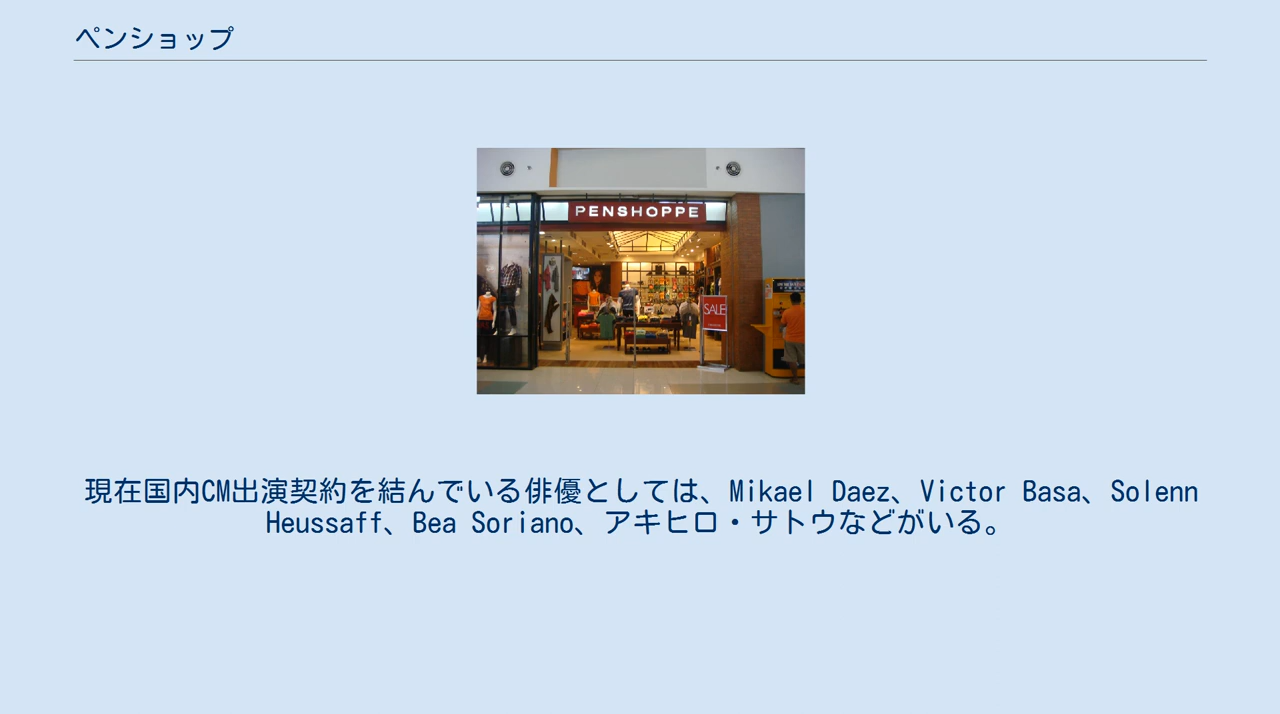 ペンショップ
PENSHOPPE
SALE
現在国内CM出演契約を結んでいる俳優としては、Mikael Daez、Victor Basa、Solenn
Heussaff、Bea Soriano、アキヒロ・サトウなどがいる。